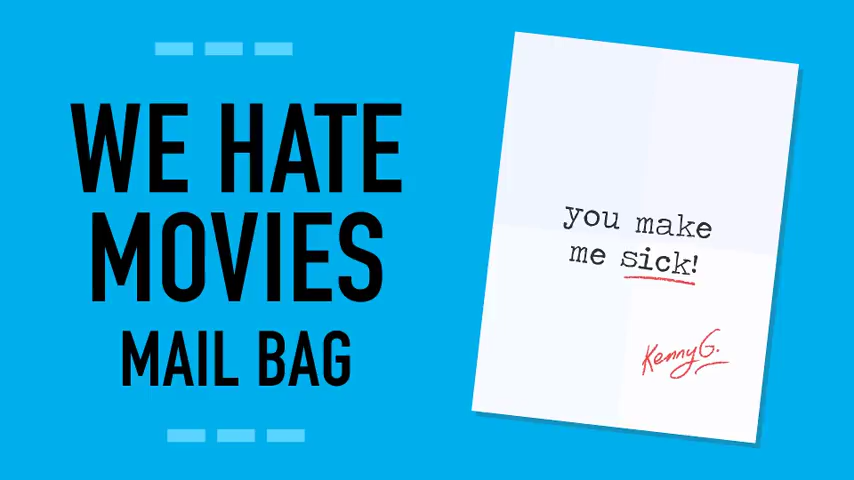 WE HATE
MOVIES
MAIL BAG
you make
me sick!
Kenny G.